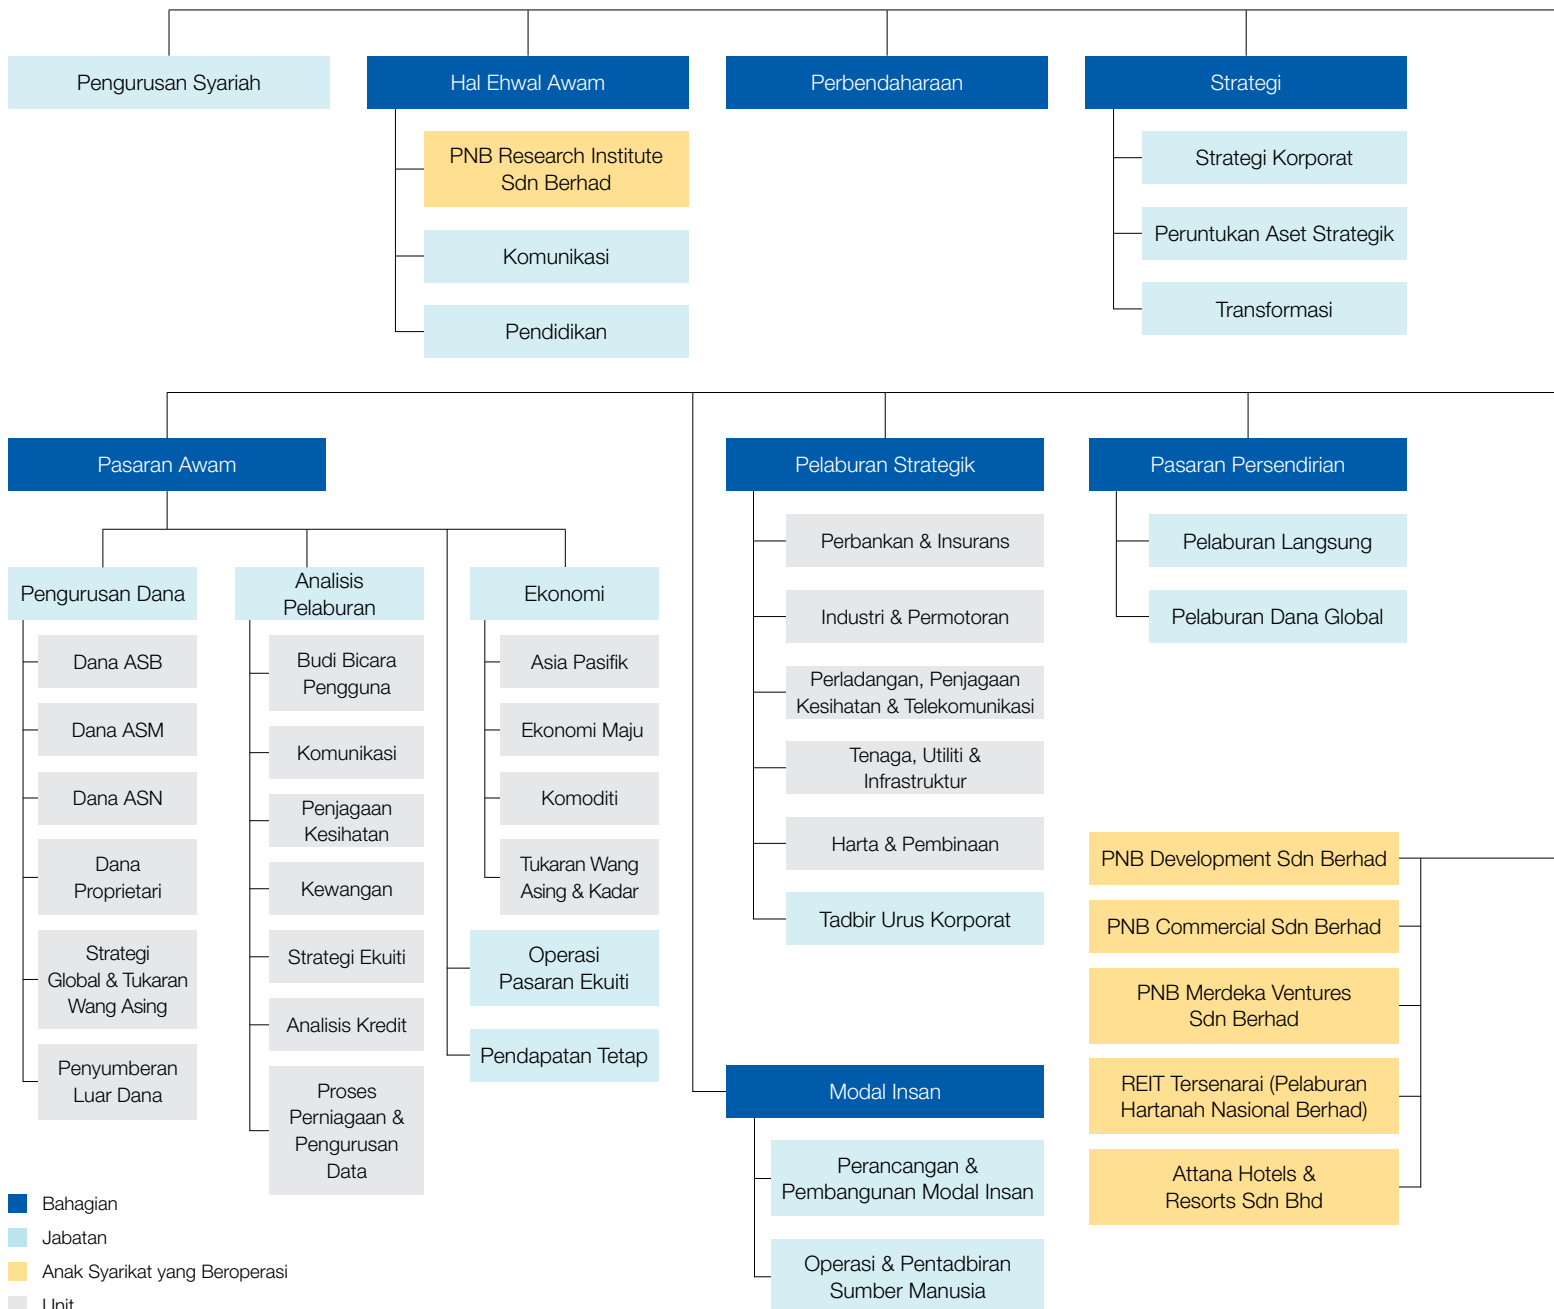 Pengurusan Syariah
Hal Ehwal Awam
Perbendaharaan
Strategi
PNB Research Institute
Sdn Berhad
Komunikasi
Pendidikan
Strategi Korporat
Peruntukan Aset Strategik
Transformasi
Pasaran Awam
Pelaburan Strategik
Pasaran Persendirian
Pengurusan Dana
Dana ASB
Dana ASM
Dana ASN
Dana
Proprietari
Strategi
Global & Tukaran
Wang Asing
Penyumberan
Luar Dana
Analisis
Pelaburan
Budi Bicara
Pengguna
Komunikasi
Penjagaan
Kesihatan
Kewangan
Strategi Ekuiti
Analisis Kredit
Proses
Perniagaan &
Pengurusan
Data
Ekonomi
Asia Pasifik
Ekonomi Maju
Komoditi
Tukaran Wang
Asing & Kadar
Operasi
Pasaran Ekuiti
Pendapatan Tetap
Perbankan & Insurans
Industri & Permotoran
Perladangan, Penjagaan
Kesihatan & Telekomunikasi
Tenaga, Utiliti &
Infrastruktur
Harta & Pembinaan
Tadbir Urus Korporat
Pelaburan Langsung
Pelaburan Dana Global
PNB Development Sdn Berhad
PNB Commercial Sdn Berhad
PNB Merdeka Ventures
Sdn Berhad
REIT Tersenarai (Pelaburan
Hartanah Nasional Berhad)
Attana Hotels &
Resorts Sdn Bhd
Modal Insan
Perancangan &
Pembangunan Modal Insan
Operasi & Pentadbiran
Sumber Manusia
Bahagian
Jabatan
Anak Syarikat yang Beroperasi
Unit